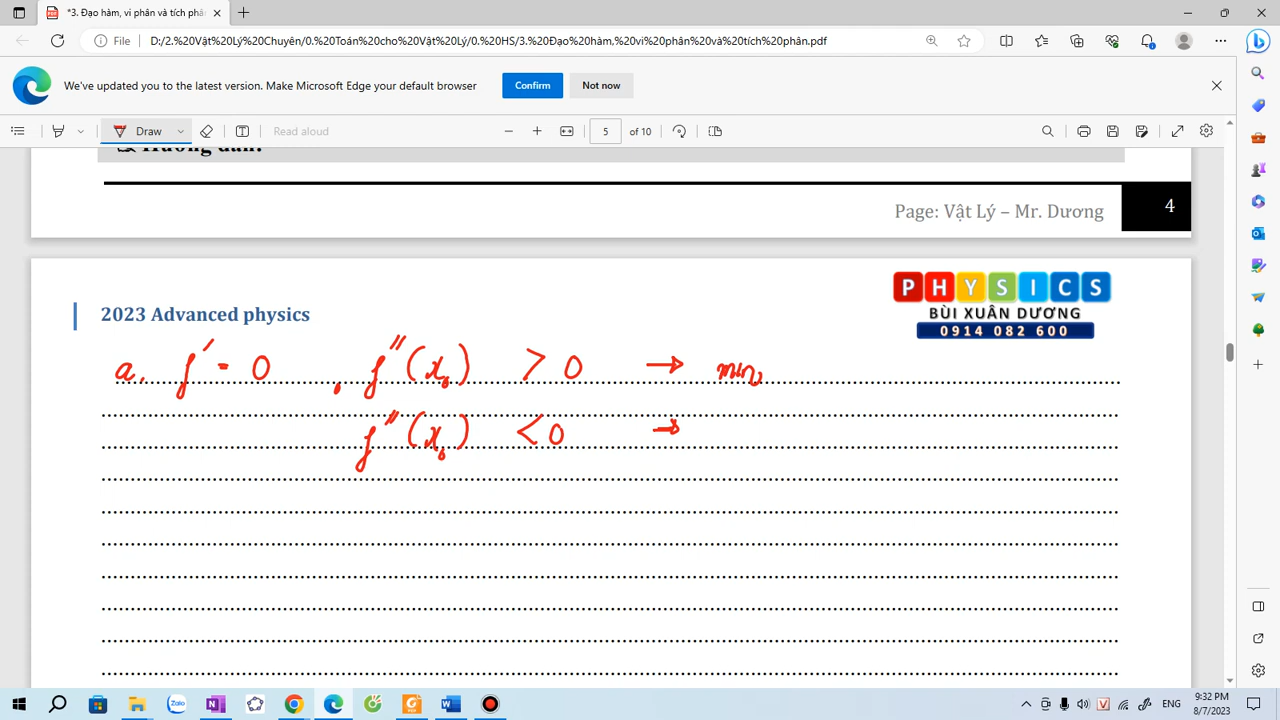 *3. Đạo hàm, vi phân và tích phâ
File D:/2.%20Vật%20Lý%20Chuyên/0.%20Toán%20cho%20Vật%20Lý/0.%20HS/3.%20Đạo%20hàm,%20vi%20phân%20và%20tích%20phân.pdf
We've updated you to the latest version. Make Microsoft Edge your default browser Confirm Not now
Draw Read aloud 5 of 10
Hướng dẫn:
Page: Vật Lý – Mr. Dương 4
PHYSICS
BÙI XUÂN DƯƠNG
0914 082 600
2023 Advanced physics
a. f' = 0 . f''(x₀) > 0 → min
f''(x₀) < 0 →
Zalo
ENG
9:32 PM
8/7/2023